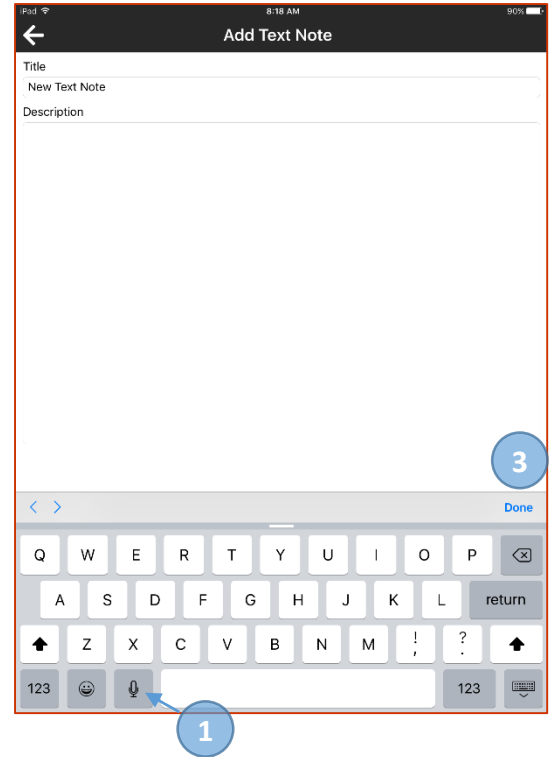 iPad 8:18 AM 90%
Add Text Note
Title
New Text Note
Description
3
Done
Q W E R T Y U I O P
A S D F G H J K L return
Z X C V B N M ! , ? .
123 123
1